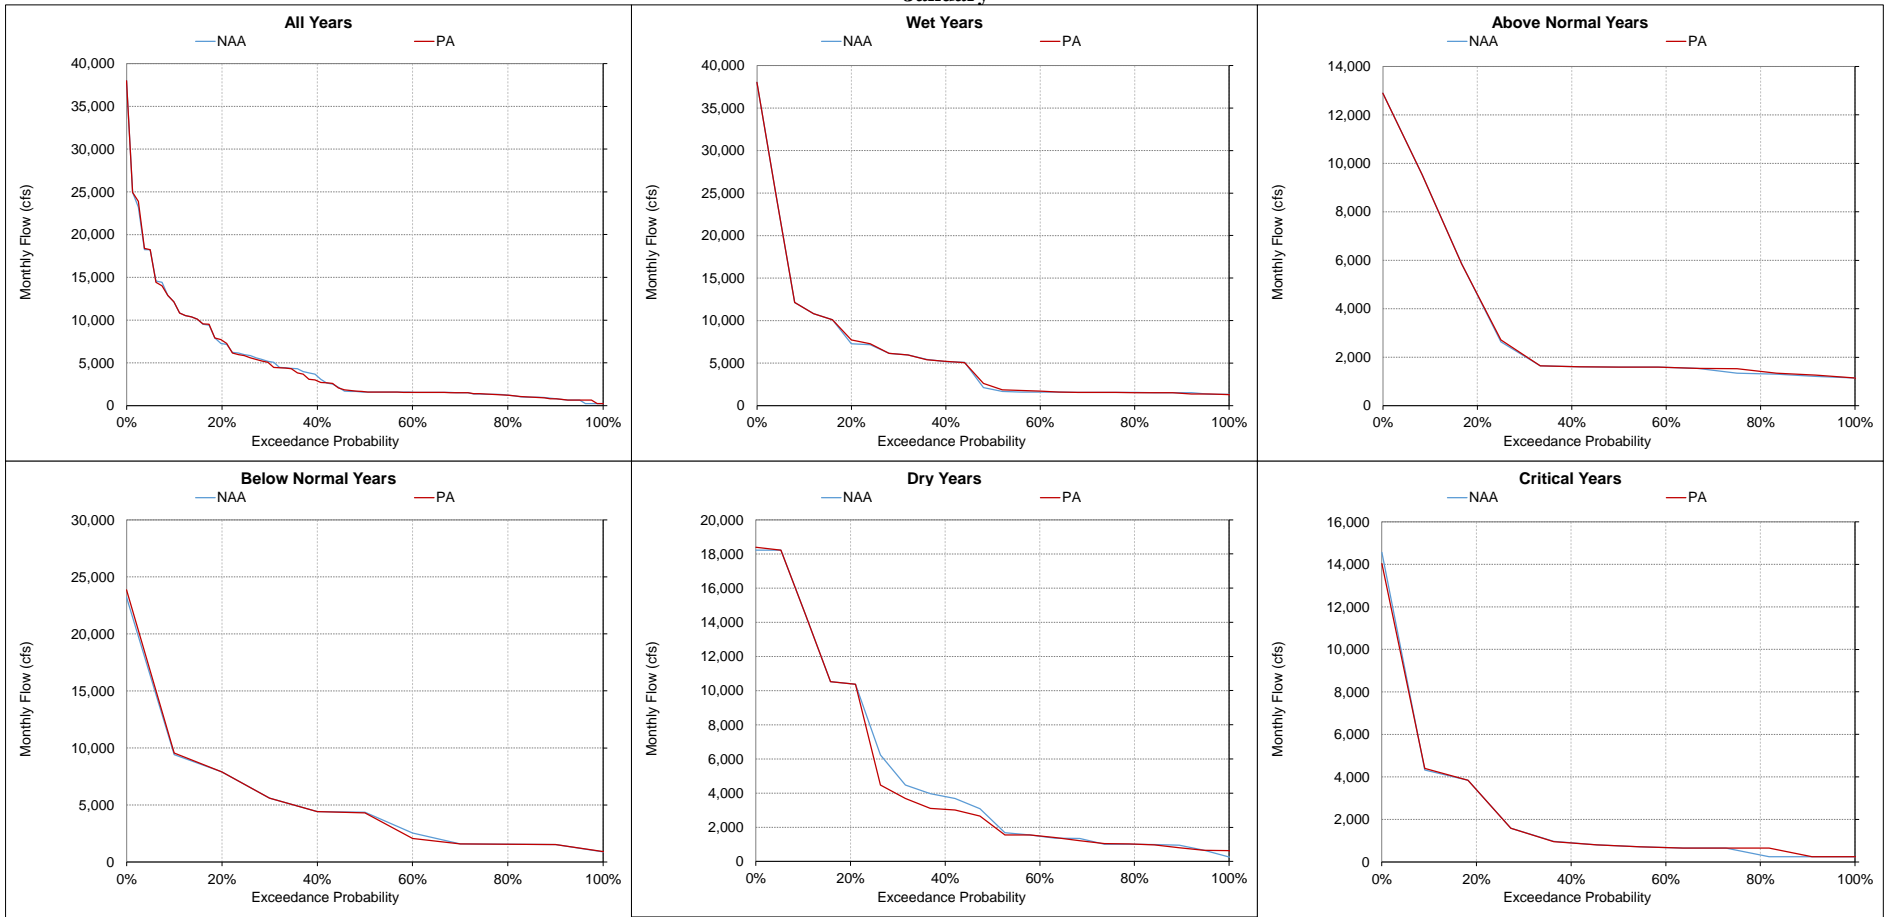 All Years
NAA PA
40,000
35,000
30,000
25,000
20,000
15,000
10,000
5,000
0
0% 20% 40% 60% 80% 100%
Monthly Flow (cfs)
Exceedance Probability
Wet Years
NAA PA
40,000
35,000
30,000
25,000
20,000
15,000
10,000
5,000
0
0% 20% 40% 60% 80% 100%
Monthly Flow (cfs)
Exceedance Probability
Above Normal Years
NAA PA
14,000
12,000
10,000
8,000
6,000
4,000
2,000
0
0% 20% 40% 60% 80% 100%
Monthly Flow (cfs)
Exceedance Probability
Below Normal Years
NAA PA
30,000
25,000
20,000
15,000
10,000
5,000
0
0% 20% 40% 60% 80% 100%
Monthly Flow (cfs)
Exceedance Probability
Dry Years
NAA PA
20,000
18,000
16,000
14,000
12,000
10,000
8,000
6,000
4,000
2,000
0
0% 20% 40% 60% 80% 100%
Monthly Flow (cfs)
Exceedance Probability
Critical Years
NAA PA
16,000
14,000
12,000
10,000
8,000
6,000
4,000
2,000
0
0% 20% 40% 60% 80% 100%
Monthly Flow (cfs)
Exceedance Probability